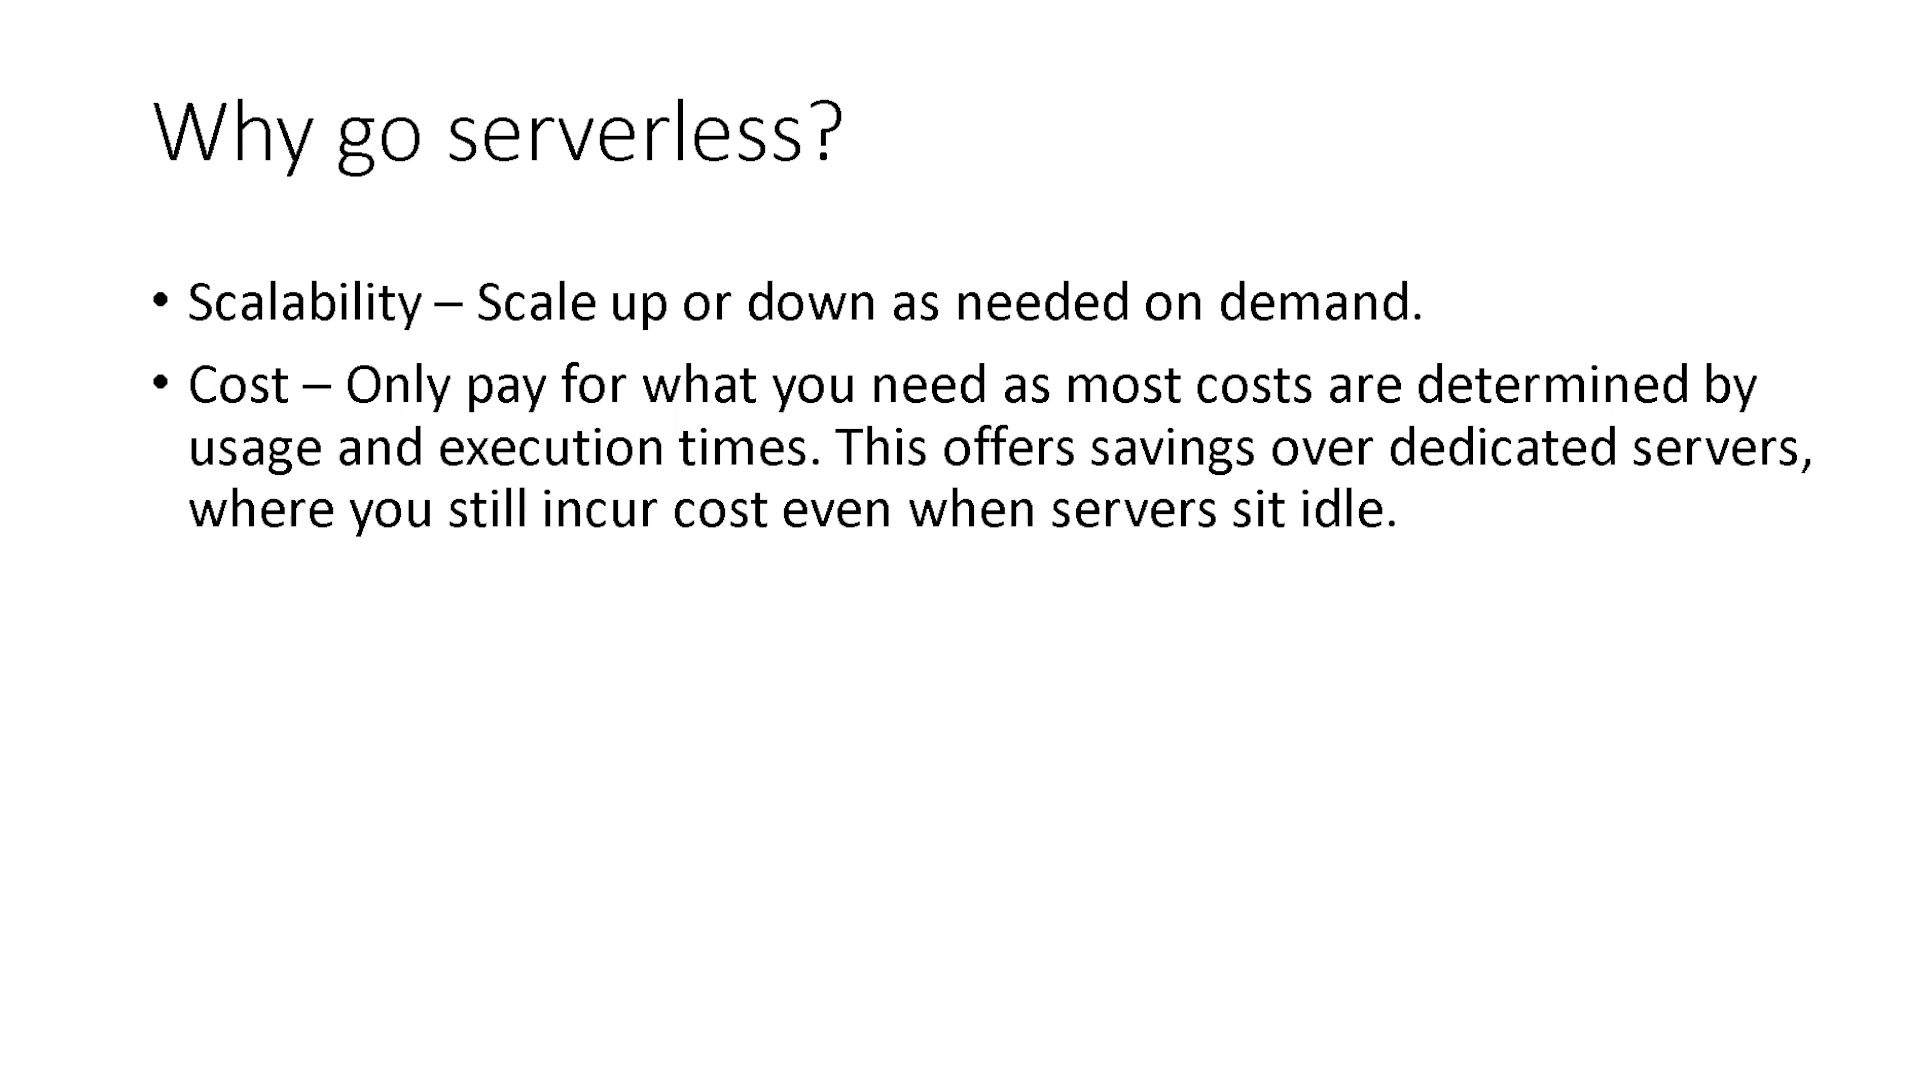 Why go serverless?
• Scalability – Scale up or down as needed on demand.
• Cost – Only pay for what you need as most costs are determined by
usage and execution times. This offers savings over dedicated servers,
where you still incur cost even when servers sit idle.